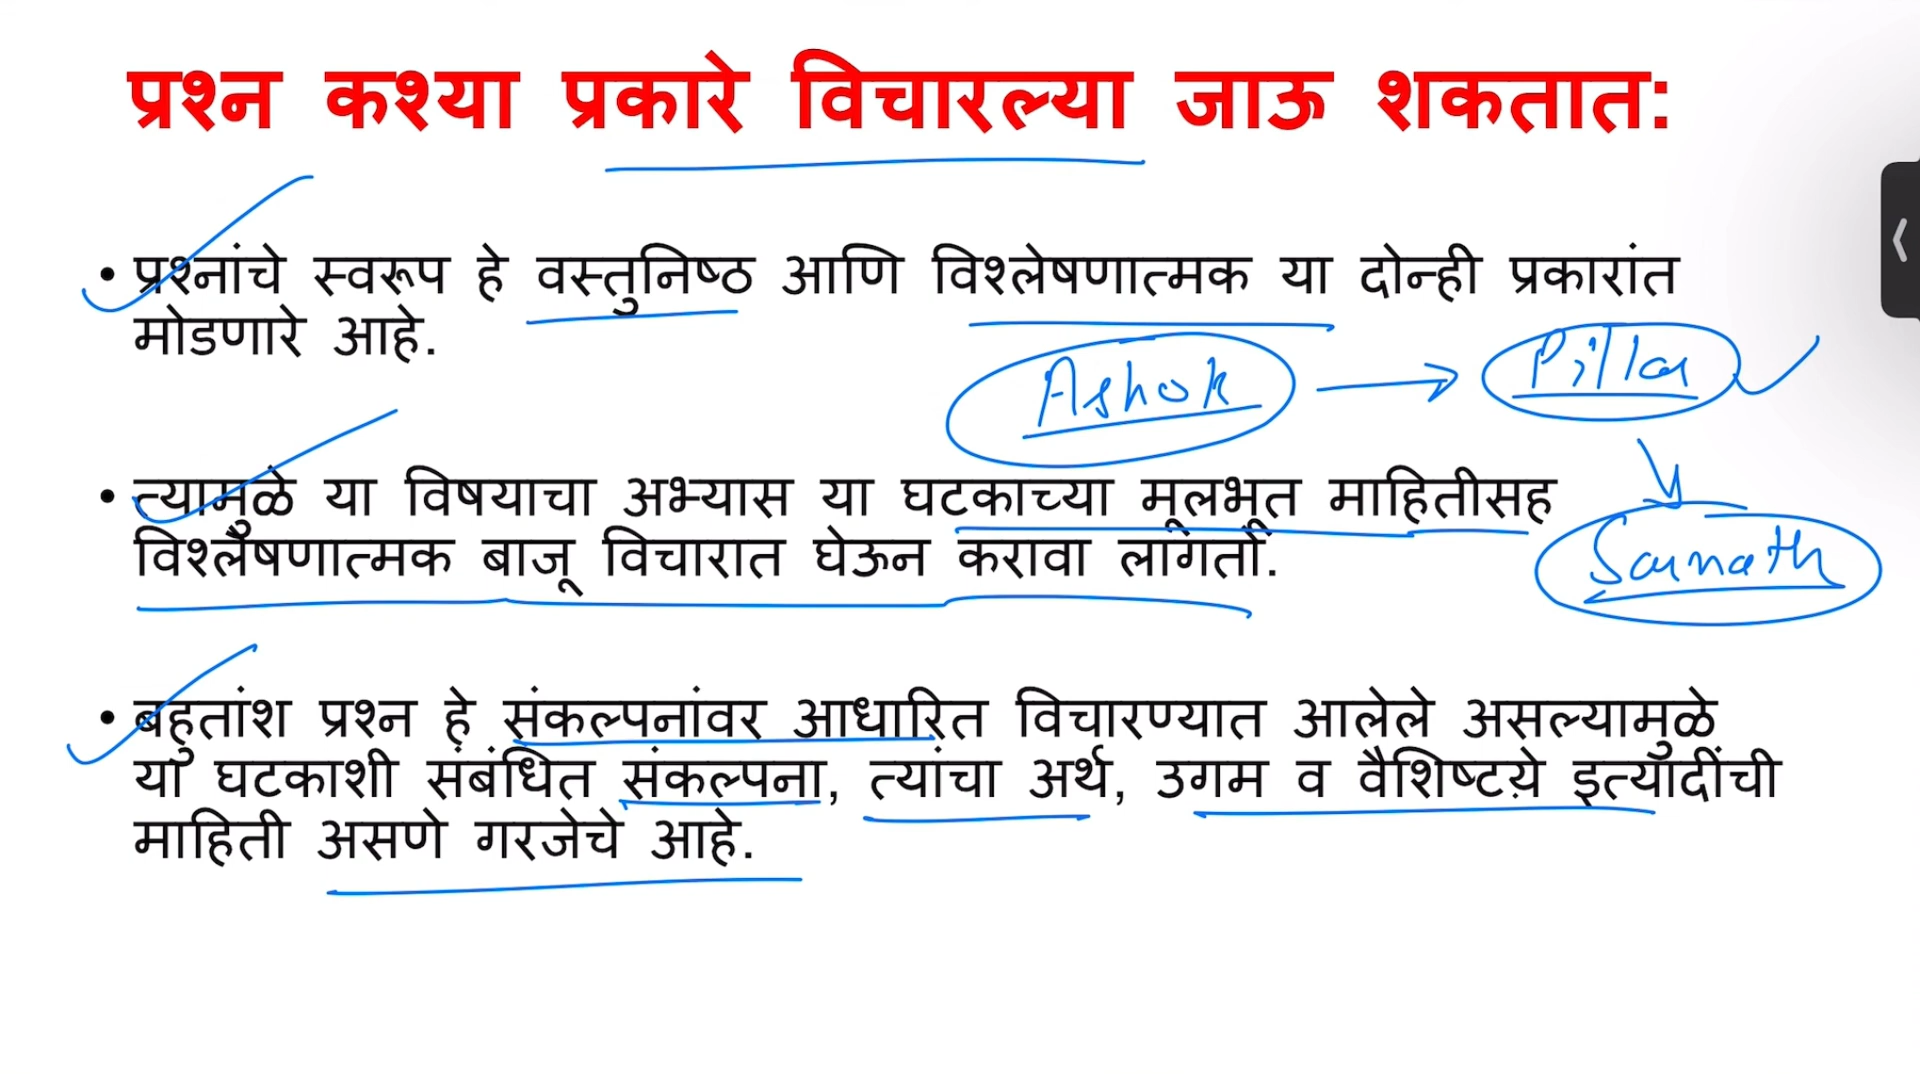 प्रश्न कश्या प्रकारे विचारल्या जाऊ शकतात:
• प्रश्नांचे स्वरूप हे वस्तुनिष्ठ आणि विश्लेषणात्मक या दोन्ही प्रकारांत
मोडणारे आहे.
Ashok → Pillar
• त्यामुळे या विषयाचा अभ्यास या घटकाच्या मूलभूत माहितीसह
विश्लेषणात्मक बाजू विचारात घेऊन करावा लागतो.
Sarnath
• बहुतांश प्रश्न हे संकल्पनांवर आधारित विचारण्यात आलेले असल्यामुळे
या घटकाशी संबंधित संकल्पना, त्यांचा अर्थ, उगम व वैशिष्टय़े इत्यादींची
माहिती असणे गरजेचे आहे.